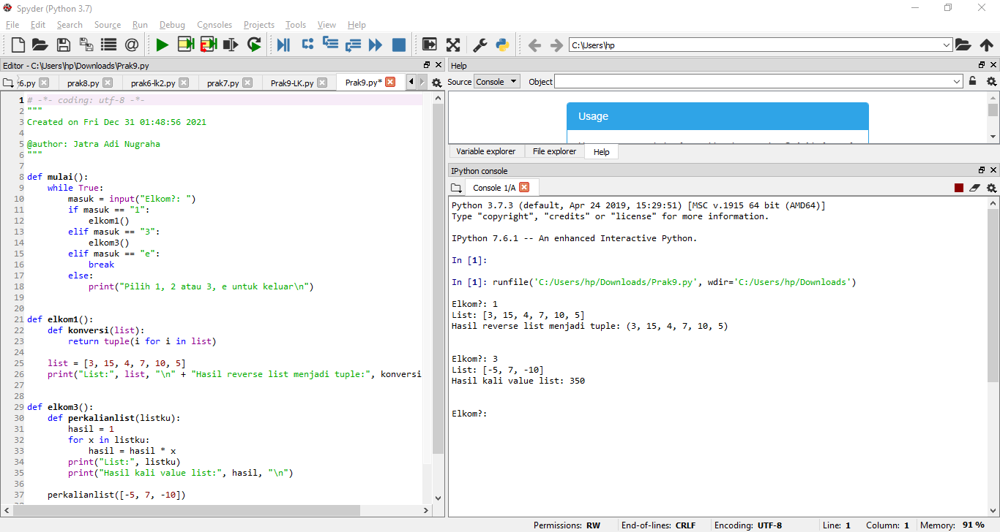 Spyder (Python 3.7)
File Edit Search Source Run Debug Consoles Projects Tools View Help
C:\Users\hp
Editor - C:\Users\hp\Downloads\Prak9.py
6.py prak8.py prak6-lk2.py prak7.py Prak9-LK.py Prak9.py*
1 # -*- coding: utf-8 -*-
2 """
3 Created on Fri Dec 31 01:48:56 2021
4
5 @author: Jatra Adi Nugraha
6 """
7
8 def mulai():
9     while True:
10         masuk = input("Elkom?: ")
11         if masuk == "1":
12             elkom1()
13         elif masuk == "3":
14             elkom3()
15         elif masuk == "e":
16             break
17         else:
18             print("Pilih 1, 2 atau 3, e untuk keluar\n")
19
20
21 def elkom1():
22     def konversi(list):
23         return tuple(i for i in list)
24
25     list = [3, 15, 4, 7, 10, 5]
26     print("List:", list, "\n" + "Hasil reverse list menjadi tuple:", konversi
27
28
29 def elkom3():
30     def perkalianlist(listku):
31         hasil = 1
32         for x in listku:
33             hasil = hasil * x
34         print("List:", listku)
35         print("Hasil kali value list:", hasil, "\n")
36
37     perkalianlist([-5, 7, -10])
Help
Source Console Object
Usage
Variable explorer File explorer Help
IPython console
Console 1/A
Python 3.7.3 (default, Apr 24 2019, 15:29:51) [MSC v.1915 64 bit (AMD64)]
Type "copyright", "credits" or "license" for more information.
IPython 7.6.1 -- An enhanced Interactive Python.
In [1]:
In [1]: runfile('C:/Users/hp/Downloads/Prak9.py', wdir='C:/Users/hp/Downloads')
Elkom?: 1
List: [3, 15, 4, 7, 10, 5]
Hasil reverse list menjadi tuple: (3, 15, 4, 7, 10, 5)
Elkom?: 3
List: [-5, 7, -10]
Hasil kali value list: 350
Elkom?:
Permissions: RW End-of-lines: CRLF Encoding: UTF-8 Line: 1 Column: 1 Memory: 91 %